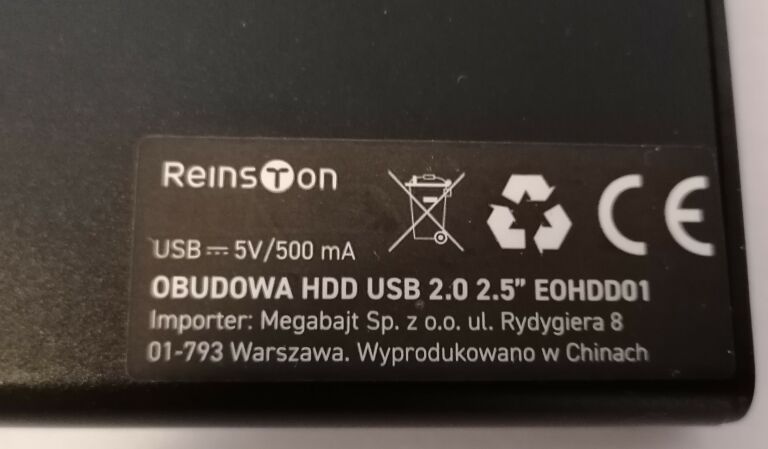 ReinsTon
USB ⎓ 5V/500 mA
OBUDOWA HDD USB 2.0 2.5” EOHDD01
Importer: Megabajt Sp. z o.o. ul. Rydygiera 8
01-793 Warszawa. Wyprodukowano w Chinach
CE